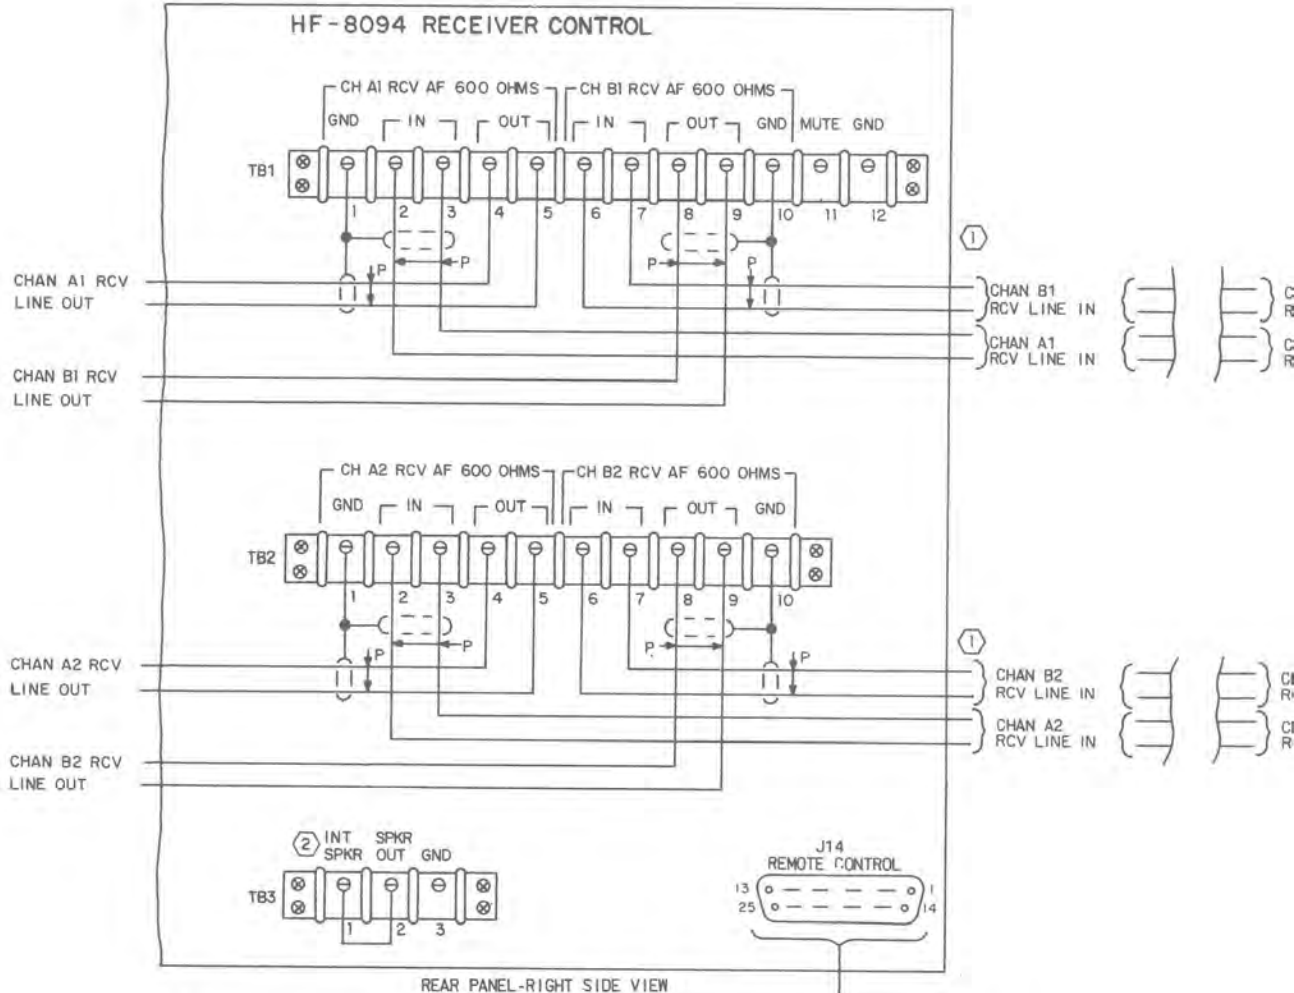 HF-8094 RECEIVER CONTROL
CH A1 RCV AF 600 OHMS CH B1 RCV AF 600 OHMS
GND IN OUT IN OUT GND MUTE GND
TB1
1 2 3 4 5 6 7 8 9 10 11 12
1
P P P P
CHAN A1 RCV
LINE OUT
CHAN B1
RCV LINE IN
C
R
CHAN A1
RCV LINE IN
C
R
CHAN B1 RCV
LINE OUT
CH A2 RCV AF 600 OHMS CH B2 RCV AF 600 OHMS
GND IN OUT IN OUT GND
TB2
1 2 3 4 5 6 7 8 9 10
1
P P P P
CHAN A2 RCV
LINE OUT
CHAN B2
RCV LINE IN
CHAN A2
RCV LINE IN
CHAN B2 RCV
LINE OUT
2 INT SPKR
SPKR OUT GND
TB3
1 2 3
J14
REMOTE CONTROL
13 1
25 14
REAR PANEL-RIGHT SIDE VIEW